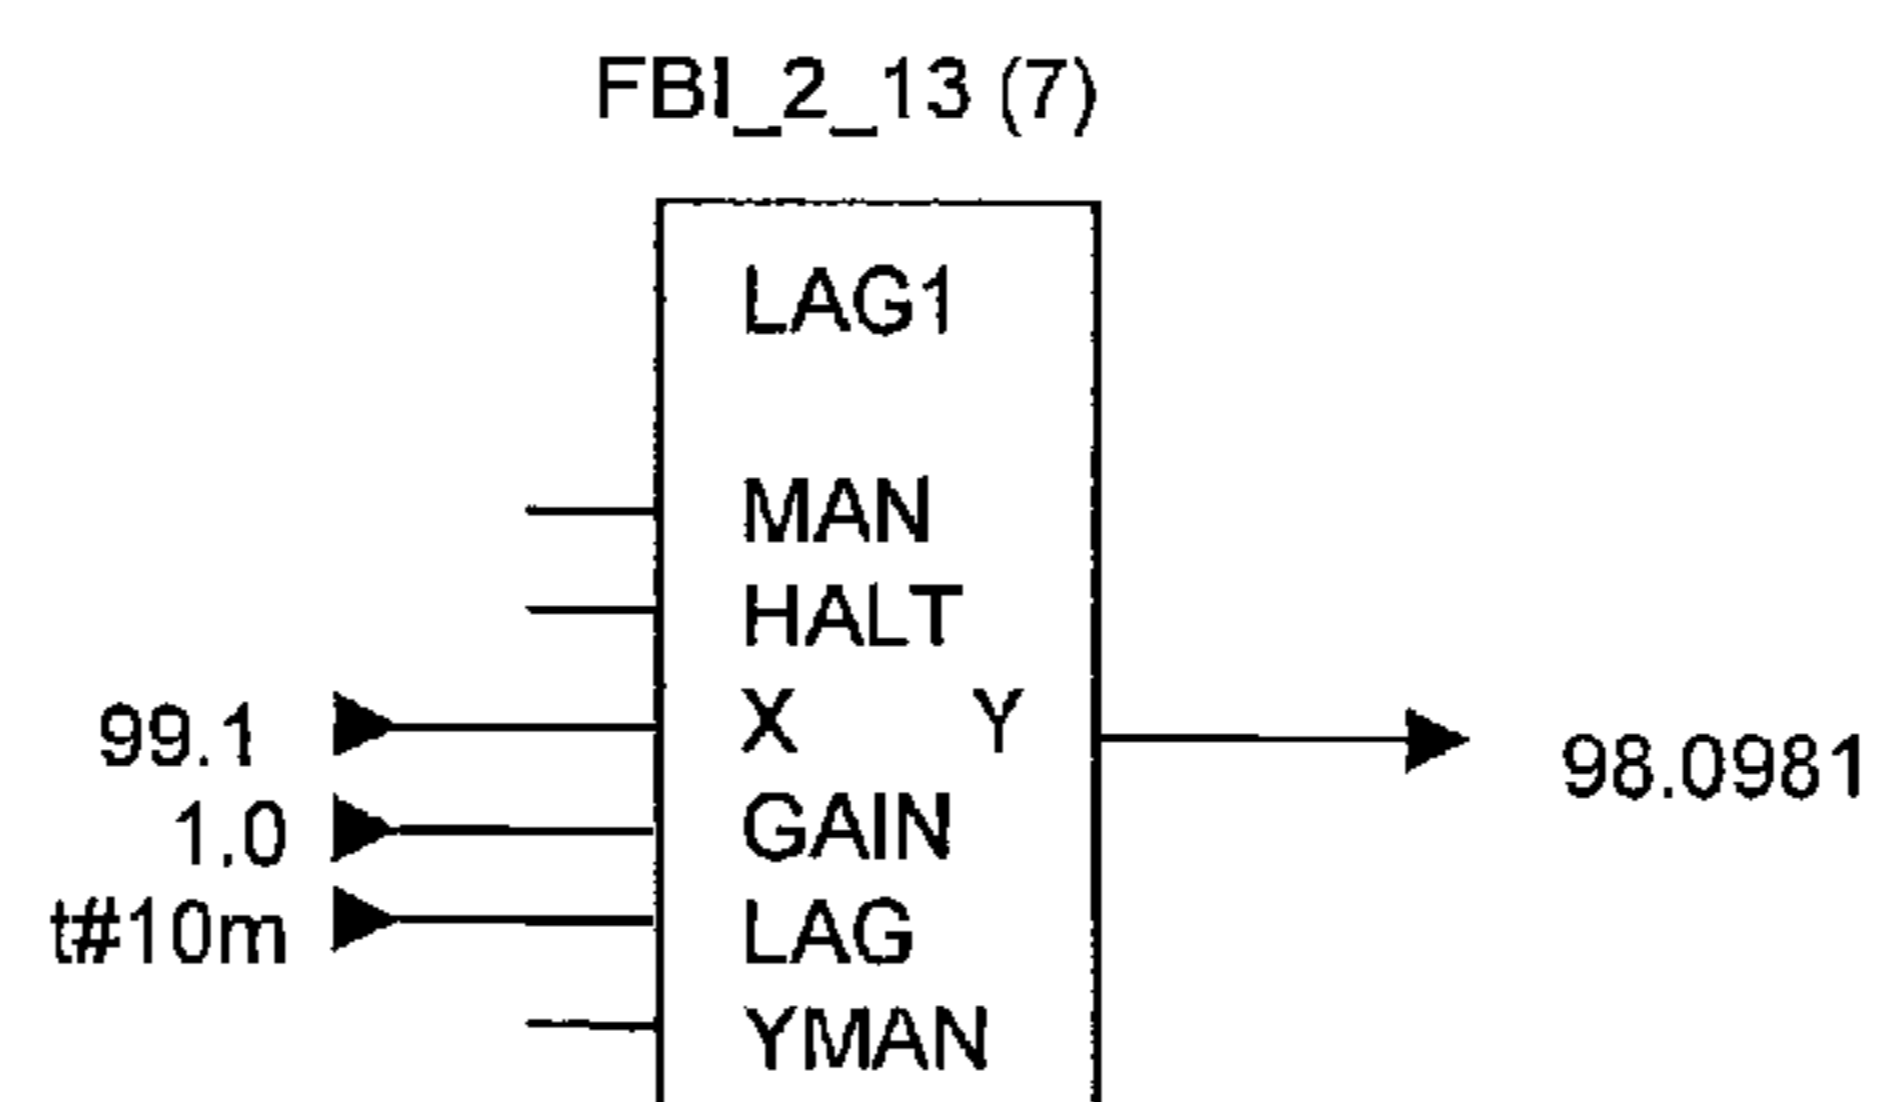 FBI_2_13 (7)
LAG1
MAN
HALT
99.1 X Y 98.0981
1.0 GAIN
t#10m LAG
YMAN